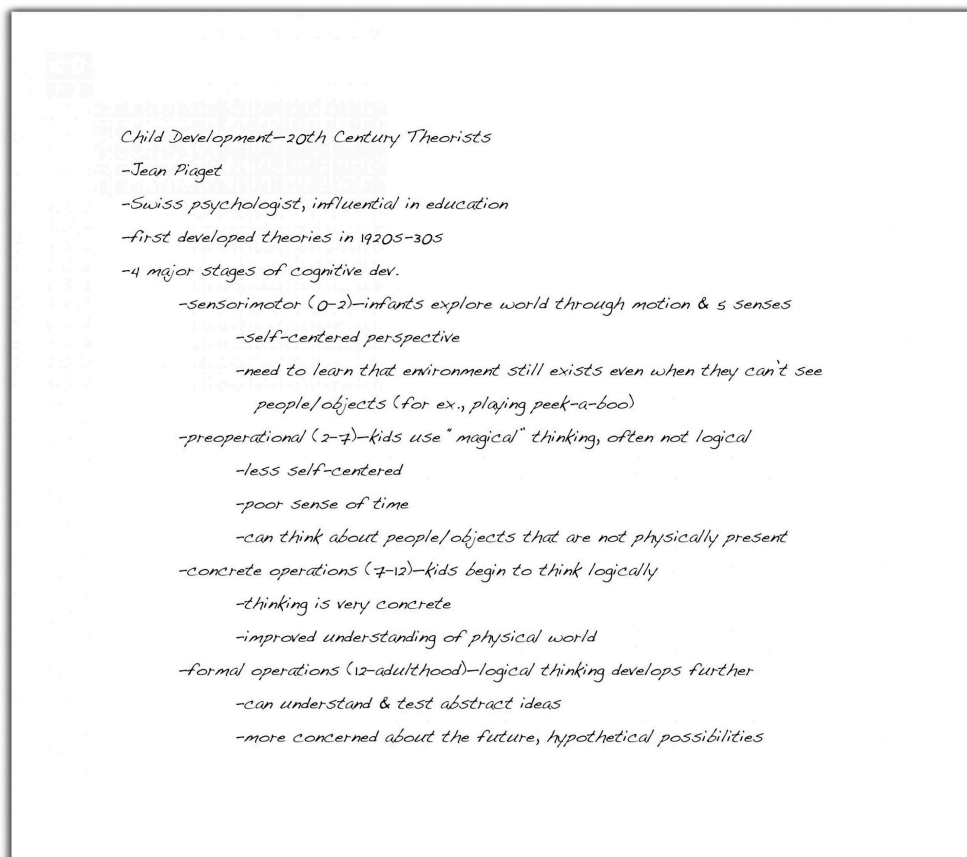 Child Development—20th Century Theorists
-Jean Piaget
-Swiss psychologist, influential in education
-first developed theories in 1920s-30s
-4 major stages of cognitive dev.
-sensorimotor (0-2)—infants explore world through motion & 5 senses
-self-centered perspective
-need to learn that environment still exists even when they can't see
people/objects (for ex., playing peek-a-boo)
-preoperational (2-7)—kids use "magical" thinking, often not logical
-less self-centered
-poor sense of time
-can think about people/objects that are not physically present
-concrete operations (7-12)—kids begin to think logically
-thinking is very concrete
-improved understanding of physical world
-formal operations (12-adulthood)—logical thinking develops further
-can understand & test abstract ideas
-more concerned about the future, hypothetical possibilities